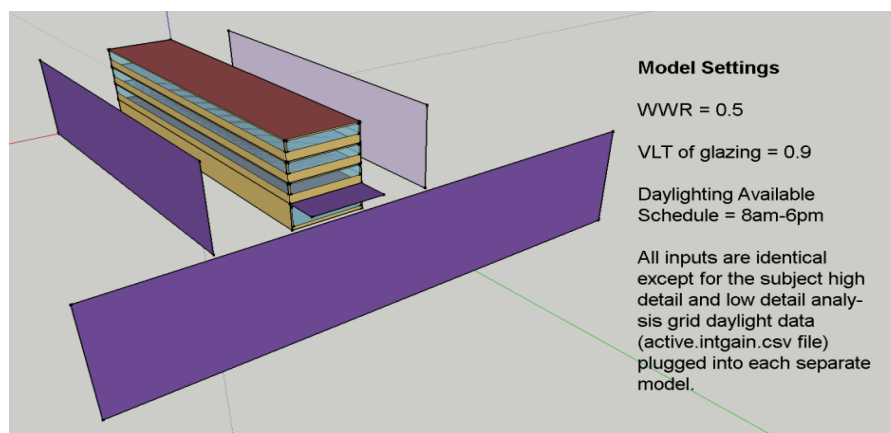 Model Settings
WWR = 0.5
VLT of glazing = 0.9
Daylighting Available
Schedule = 8am-6pm
All inputs are identical
except for the subject high
detail and low detail analy-
sis grid daylight data
(active.intgain.csv file)
plugged into each separate
model.